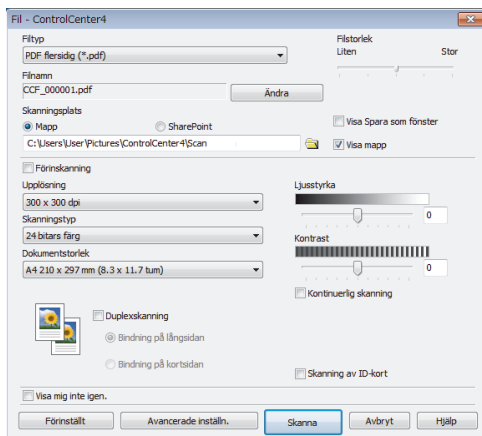 Fil - ControlCenter4
Filtyp
PDF flersidig (*.pdf)
Filstorlek
Liten Stor
Filnamn
CCF_000001.pdf
Ändra
Skanningsplats
Mapp SharePoint
C:\Users\User\Pictures\ControlCenter4\Scan
Visa Spara som fönster
Visa mapp
Förinskanning
Upplösning
300 x 300 dpi
Skanningstyp
24 bitars färg
Dokumentstorlek
A4 210 x 297 mm (8.3 x 11.7 tum)
Ljusstyrka
0
Kontrast
0
Kontinuerlig skanning
Duplexskanning
Bindning på långsidan
Bindning på kortsidan
Skanning av ID-kort
Visa mig inte igen.
Förinställt Avancerade inställn. Skanna Avbryt Hjälp